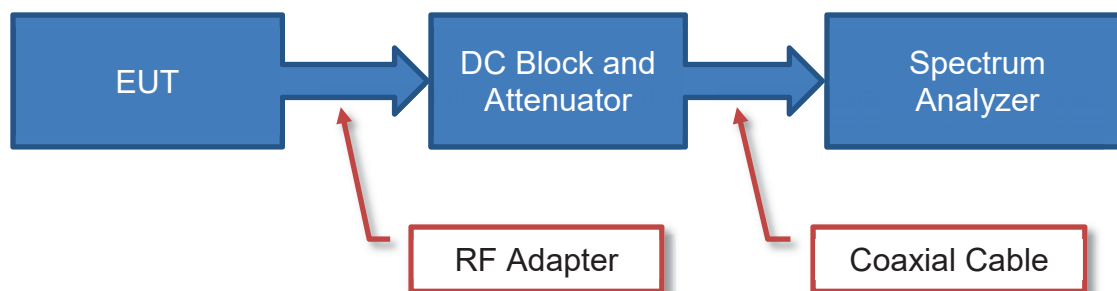 EUT
DC Block and
Attenuator
Spectrum
Analyzer
RF Adapter
Coaxial Cable